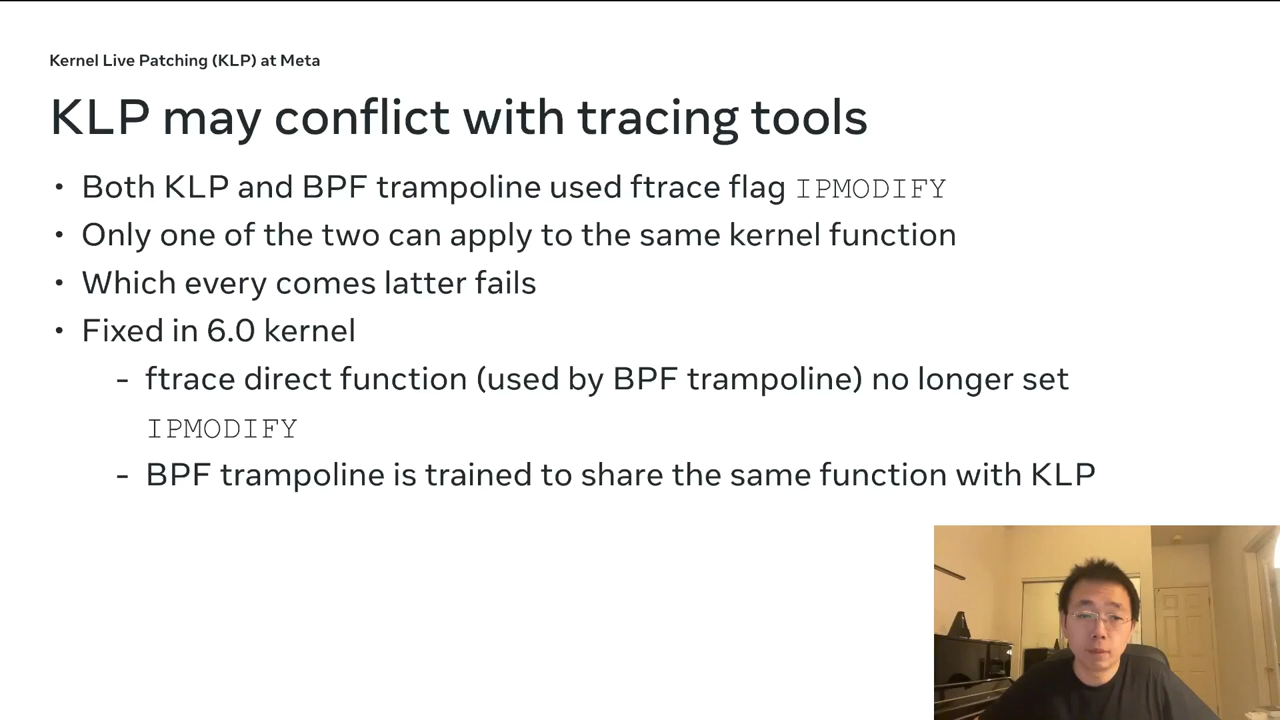 Kernel Live Patching (KLP) at Meta
KLP may conflict with tracing tools
• Both KLP and BPF trampoline used ftrace flag IPMODIFY
• Only one of the two can apply to the same kernel function
• Which every comes latter fails
• Fixed in 6.0 kernel
- ftrace direct function (used by BPF trampoline) no longer set
IPMODIFY
- BPF trampoline is trained to share the same function with KLP